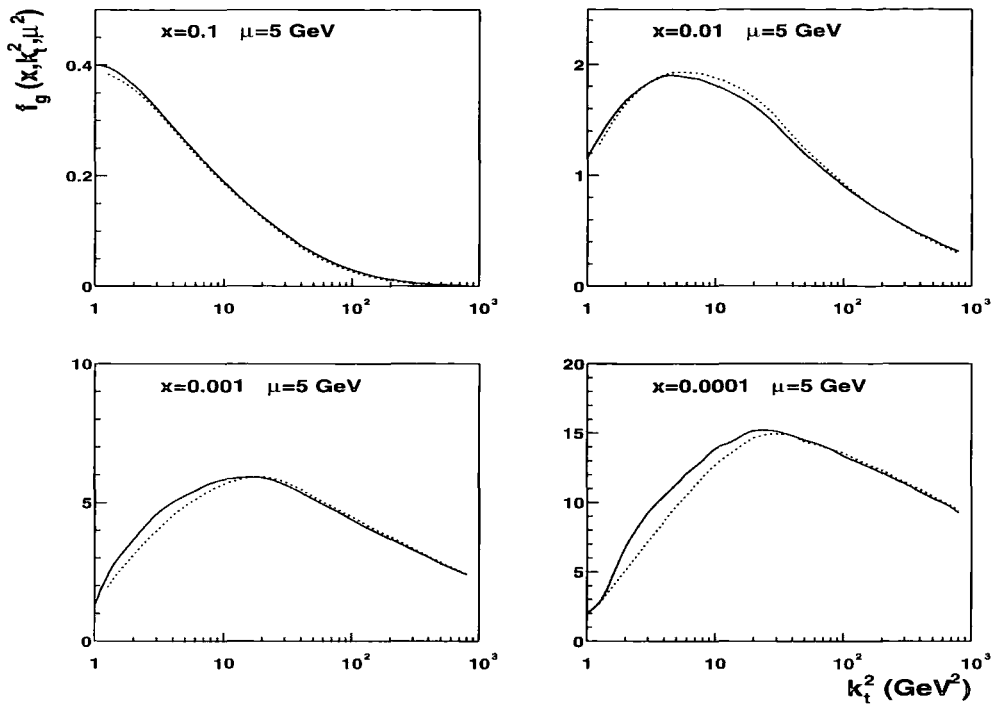 f_g (x,k_t^2,μ^2)
x=0.1 μ=5 GeV
0.4
0.2
0
1 10 10^2 10^3
x=0.01 μ=5 GeV
2
1
0
1 10 10^2 10^3
x=0.001 μ=5 GeV
10
5
0
1 10 10^2 10^3
x=0.0001 μ=5 GeV
20
15
10
5
0
1 10 10^2 10^3
k_t^2 (GeV^2)